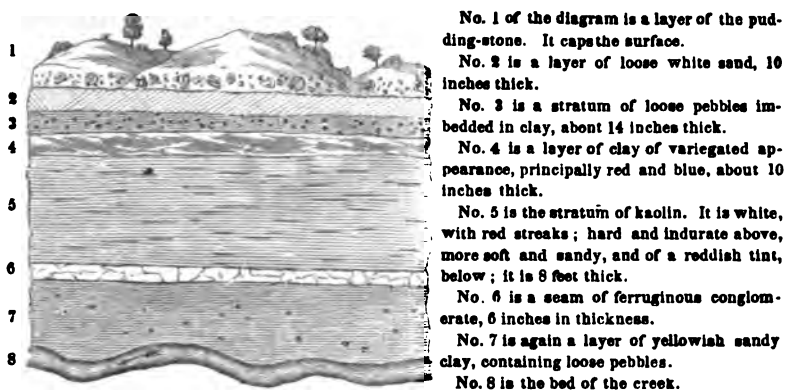 1
2
3
4
5
6
7
8
No. 1 of the diagram is a layer of the pud-
ding-stone. It caps the surface.
No. 2 is a layer of loose white sand, 10
inches thick.
No. 3 is a stratum of loose pebbles im-
bedded in clay, about 14 inches thick.
No. 4 is a layer of clay of variegated ap-
pearance, principally red and blue, about 10
inches thick.
No. 5 is the stratum of kaolin. It is white,
with red streaks; hard and indurate above,
more soft and sandy, and of a reddish tint,
below; it is 8 feet thick.
No. 6 is a seam of ferruginous conglom-
erate, 6 inches in thickness.
No. 7 is again a layer of yellowish sandy
clay, containing loose pebbles.
No. 8 is the bed of the creek.